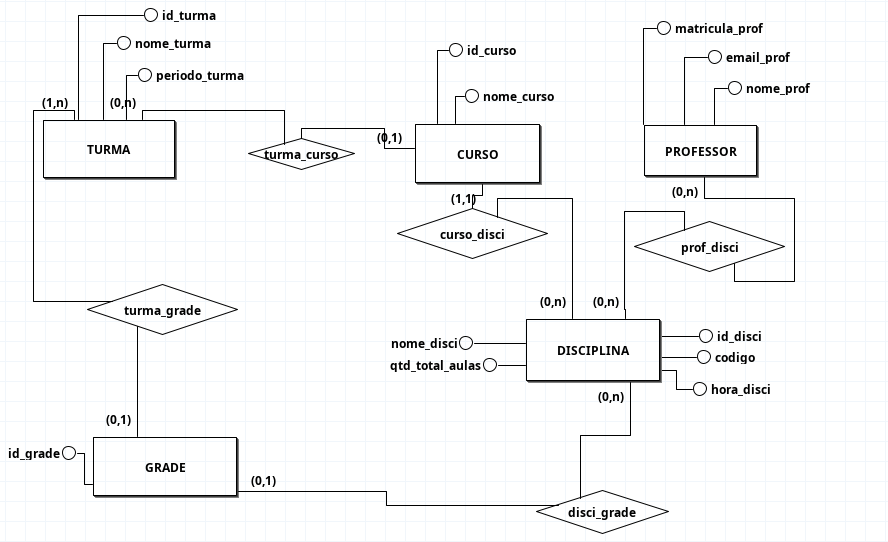 id_turma
nome_turma
periodo_turma
(1,n)
(0,n)
TURMA
turma_curso
id_curso
nome_curso
(0,1)
CURSO
matricula_prof
email_prof
nome_prof
PROFESSOR
(0,n)
(1,1)
curso_disci
prof_disci
(0,n)
(0,n)
turma_grade
nome_disci
qtd_total_aulas
DISCIPLINA
id_disci
codigo
hora_disci
(0,n)
(0,1)
id_grade
GRADE
(0,1)
disci_grade